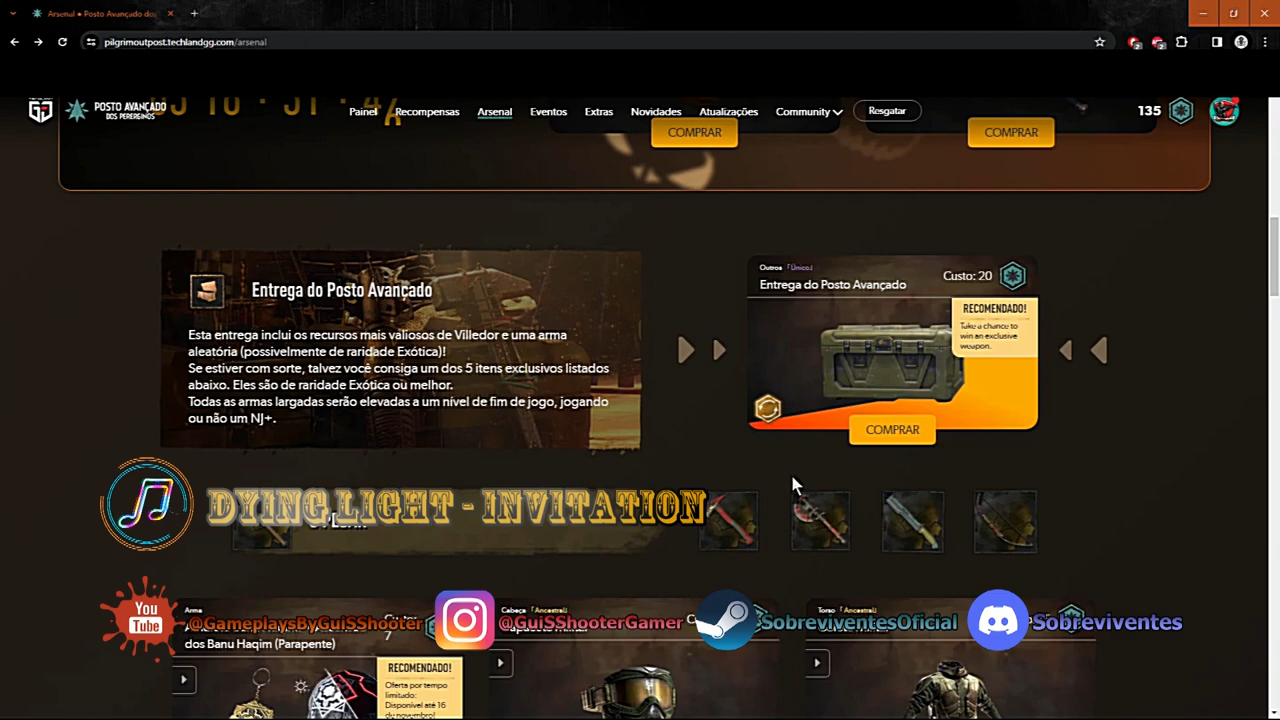 Arsenal ● Posto Avançado dos
pilgrimoutpost.techlandgg.com/arsenal
POSTO AVANÇADO
DOS PEREGRINOS
Painel
Recompensas
Arsenal
Eventos
Extras
Novidades
Atualizações
Community
Resgatar
135
COMPRAR
COMPRAR
Entrega do Posto Avançado
Esta entrega inclui os recursos mais valiosos de Villedor e uma arma
aleatória (possivelmente de raridade Exótica)!
Se estiver com sorte, talvez você consiga um dos 5 itens exclusivos listados
abaixo. Eles são de raridade Exótica ou melhor.
Todas as armas largadas serão elevadas a um nível de fim de jogo, jogando
ou não um NJ+.
Outros 「Único」
Entrega do Posto Avançado
Custo: 20
RECOMENDADO!
Take a chance to
win an exclusive
weapon.
COMPRAR
DYING LIGHT - INVITATION
Arma
dos Banu Haqim (Parapente)
7
RECOMENDADO!
Oferta por tempo
limitado:
Disponível até 16
de novembro!
Cabeça 「Ancestral」
Torso 「Ancestral」
You
Tube
@GameplaysByGuiSShooter
@GuiSShooterGamer
SobreviventesOficial
Sobreviventes